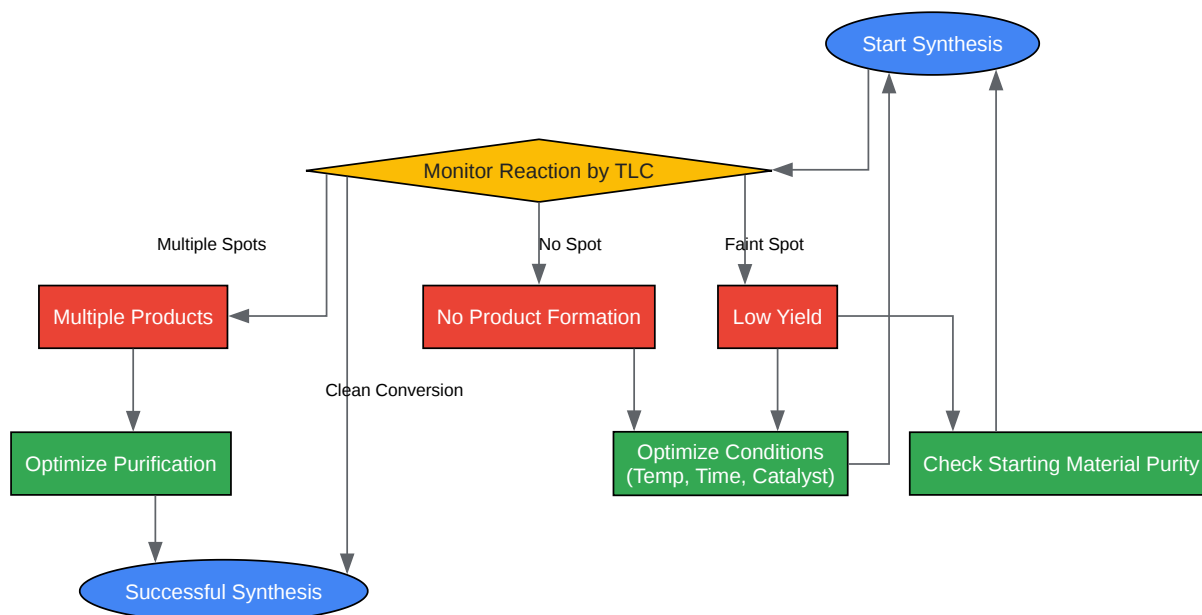 Start Synthesis
Monitor Reaction by TLC
Multiple Spots
No Spot
Faint Spot
Multiple Products
No Product Formation
Low Yield
Clean Conversion
Optimize Purification
Optimize Conditions
(Temp, Time, Catalyst)
Check Starting Material Purity
Successful Synthesis